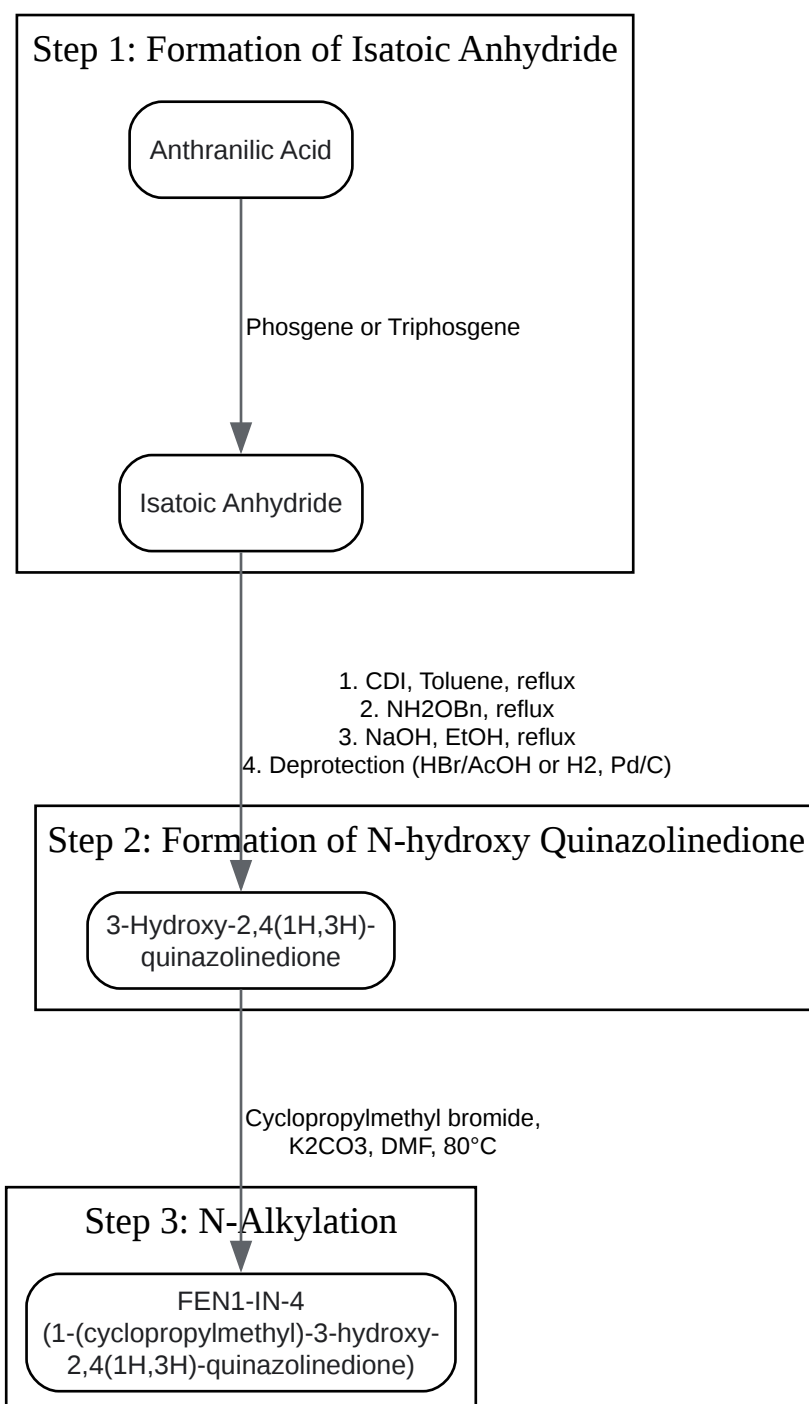 Step 1: Formation of Isatoic Anhydride
Anthranilic Acid
Phosgene or Triphosgene
Isatoic Anhydride
1. CDI, Toluene, reflux
2. NH2OBn, reflux
3. NaOH, EtOH, reflux
4. Deprotection (HBr/AcOH or H2, Pd/C)
Step 2: Formation of N-hydroxy Quinazolinedione
3-Hydroxy-2,4(1H,3H)-
quinazolinedione
Cyclopropylmethyl bromide,
K2CO3, DMF, 80°C
Step 3: N-Alkylation
FEN1-IN-4
(1-(cyclopropylmethyl)-3-hydroxy-
2,4(1H,3H)-quinazolinedione)